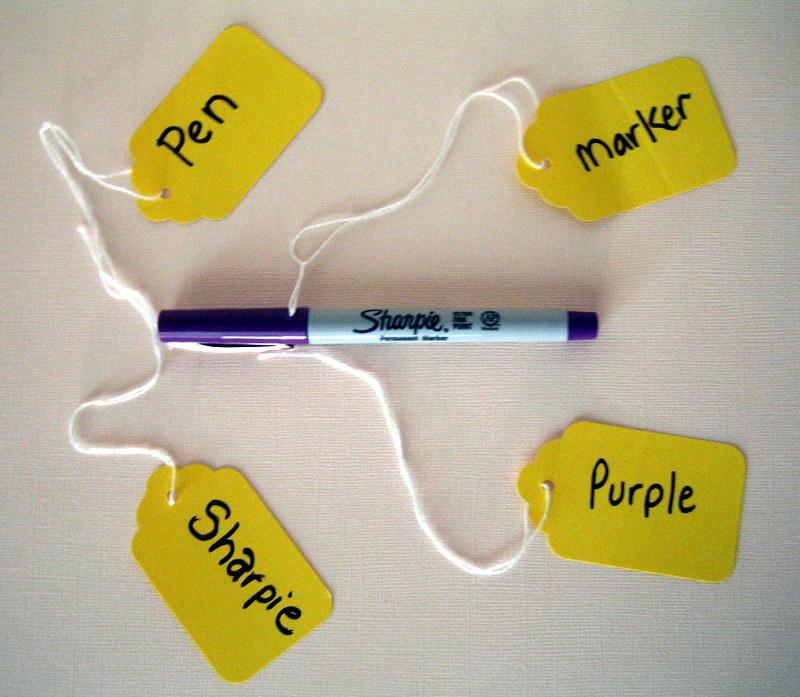 Pen
marker
Sharpie.
Permanent Marker
Purple
Sharpie